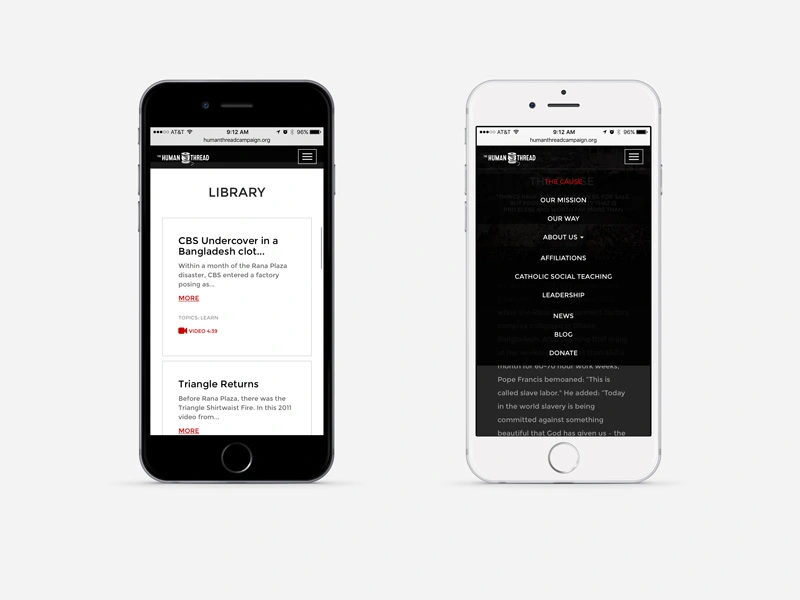 AT&T
9:12 AM
96%
humanthreadcampaign.org
THE HUMAN THREAD
LIBRARY
CBS Undercover in a
Bangladesh clot...
Within a month of the Rana Plaza
disaster, CBS entered a factory
posing as...
MORE
TOPICS: LEARN
VIDEO 4:39
Triangle Returns
Before Rana Plaza, there was the
Triangle Shirtwaist Fire. In this 2011
video from...
MORE
AT&T
9:12 AM
96%
humanthreadcampaign.org
THE HUMAN THREAD
THE CAUSE
OUR MISSION
OUR WAY
ABOUT US
AFFILIATIONS
CATHOLIC SOCIAL TEACHING
LEADERSHIP
NEWS
BLOG
DONATE
month for 60-70 hour work weeks,
Pope Francis bemoaned: "This is
called slave labor." He added: "Today
in the world slavery is being
committed against something
beautiful that God has given us - the